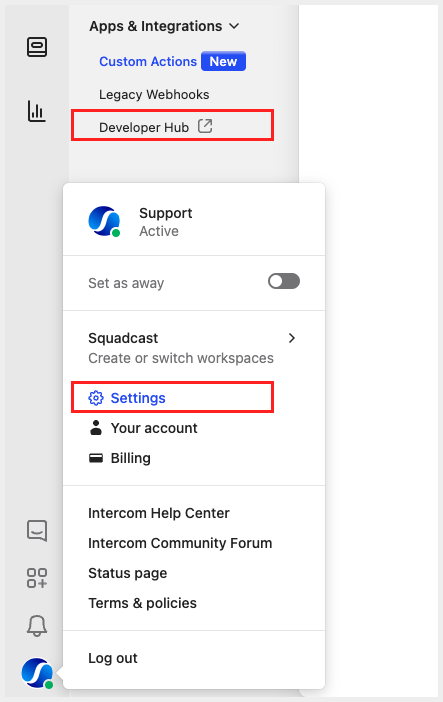 Apps & Integrations
Custom Actions New
Legacy Webhooks
Developer Hub
Support
Active
Set as away
Squadcast
Create or switch workspaces
Settings
Your account
Billing
Intercom Help Center
Intercom Community Forum
Status page
Terms & policies
Log out